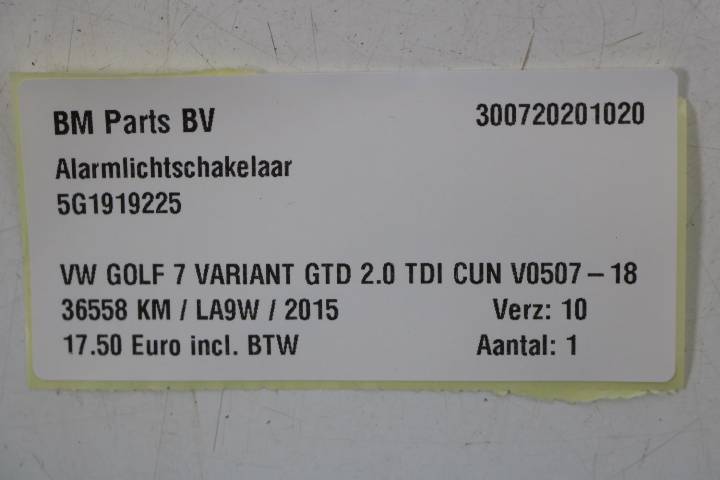 BM Parts BV 300720201020
Alarmlichtschakelaar
5G1919225
VW GOLF 7 VARIANT GTD 2.0 TDI CUN V0507 – 18
36558 KM / LA9W / 2015 Verz: 10
17.50 Euro incl. BTW Aantal: 1